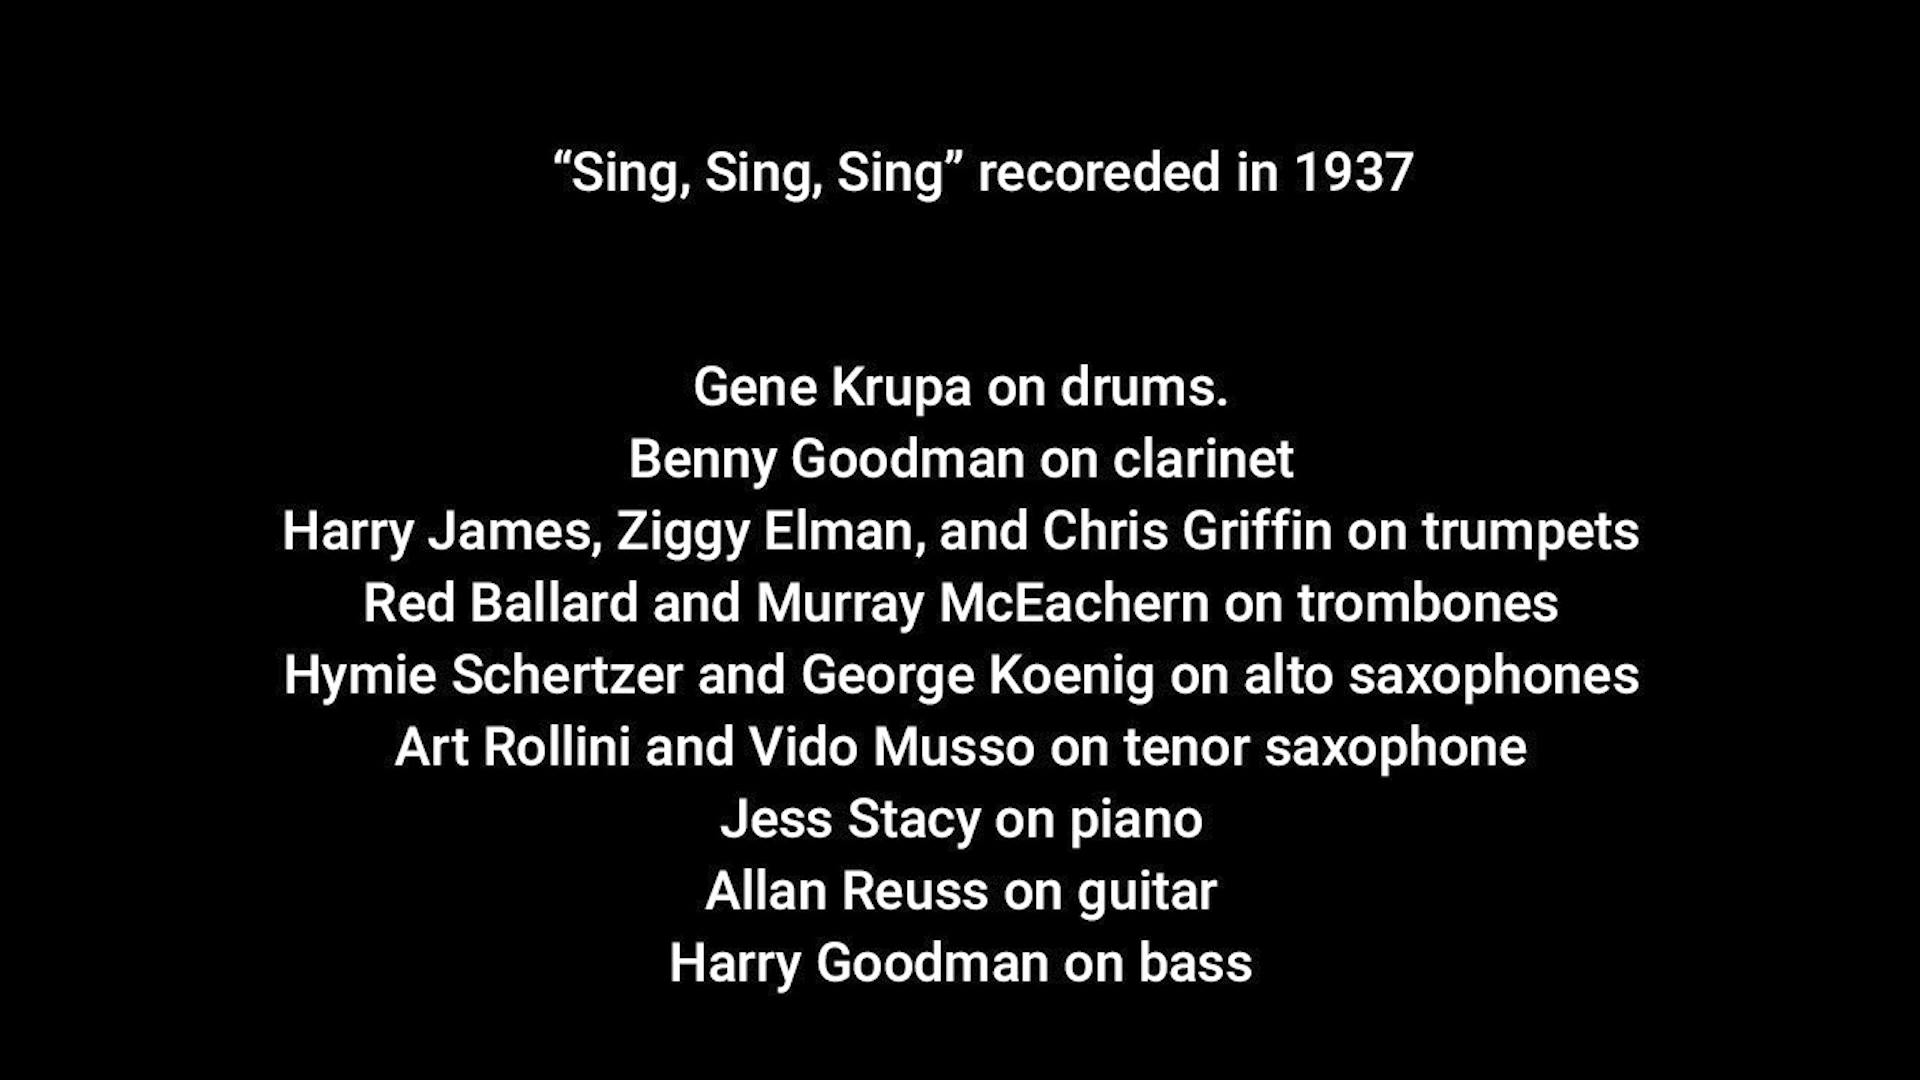 “Sing, Sing, Sing” recoreded in 1937
Gene Krupa on drums.
Benny Goodman on clarinet
Harry James, Ziggy Elman, and Chris Griffin on trumpets
Red Ballard and Murray McEachern on trombones
Hymie Schertzer and George Koenig on alto saxophones
Art Rollini and Vido Musso on tenor saxophone
Jess Stacy on piano
Allan Reuss on guitar
Harry Goodman on bass